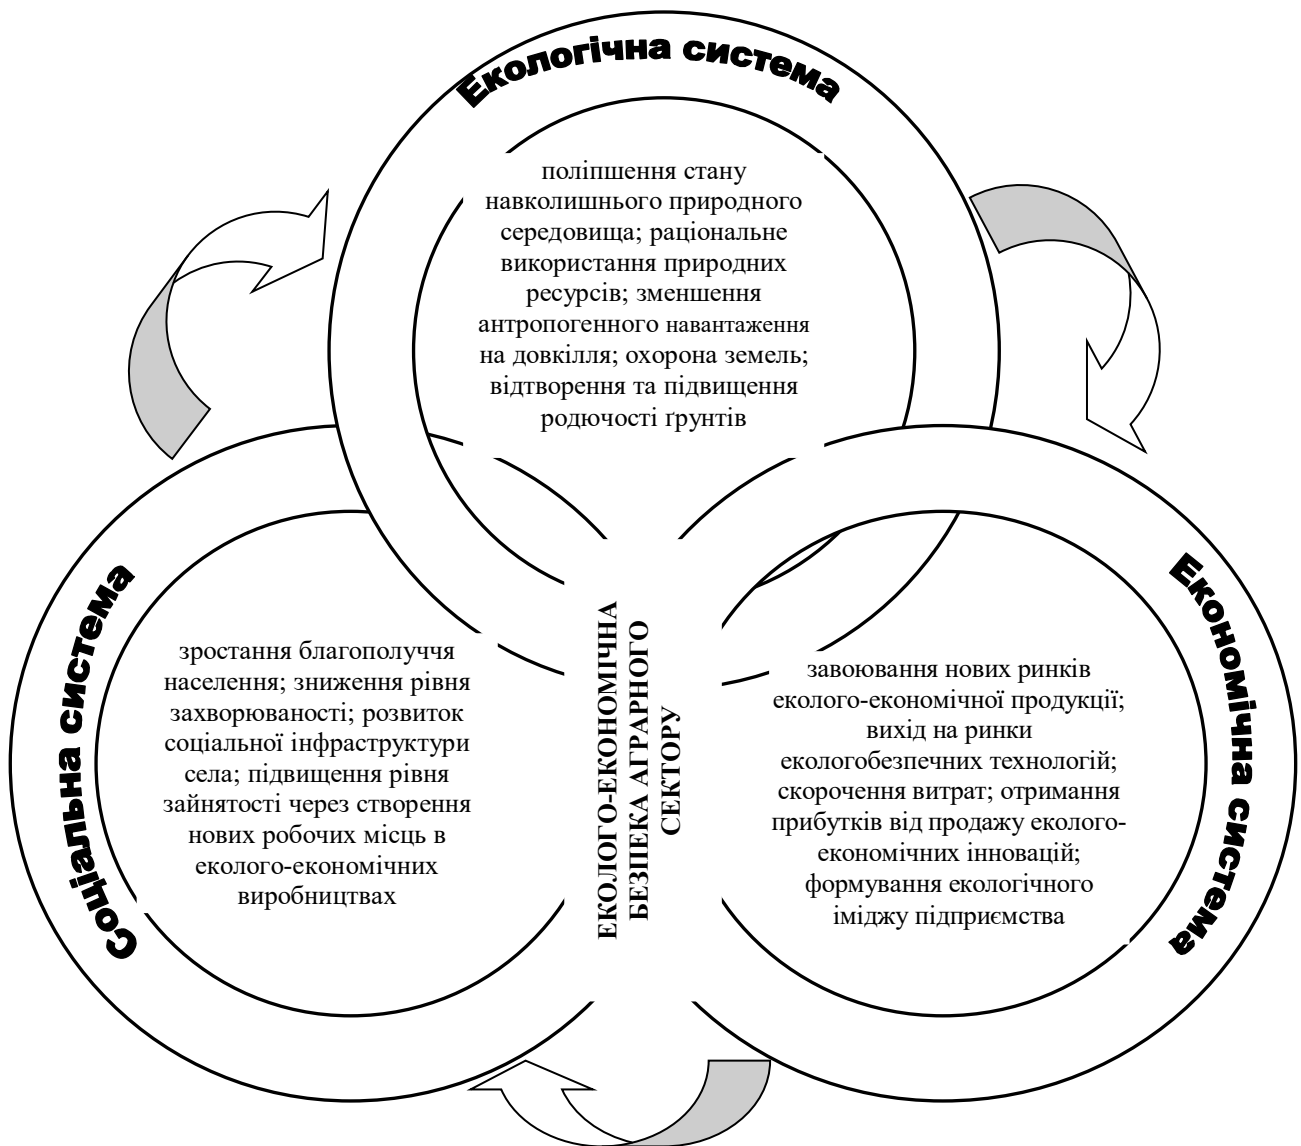 Екологічна система
поліпшення стану
навколишнього природного
середовища; раціональне
використання природних
ресурсів; зменшення
антропогенного навантаження
на довкілля; охорона земель;
відтворення та підвищення
родючості ґрунтів
Соціальна система
зростання благополуччя
населення; зниження рівня
захворюваності; розвиток
соціальної інфраструктури
села; підвищення рівня
зайнятості через створення
нових робочих місць в
еколого-економічних
виробництвах
ЕКОЛОГО-ЕКОНОМІЧНА
БЕЗПЕКА АГРАРНОГО
СЕКТОРУ
Економічна система
завоювання нових ринків
еколого-економічної продукції;
вихід на ринки
екологобезпечних технологій;
скорочення витрат; отримання
прибутків від продажу еколого-
економічних інновацій;
формування екологічного
іміджу підприємства